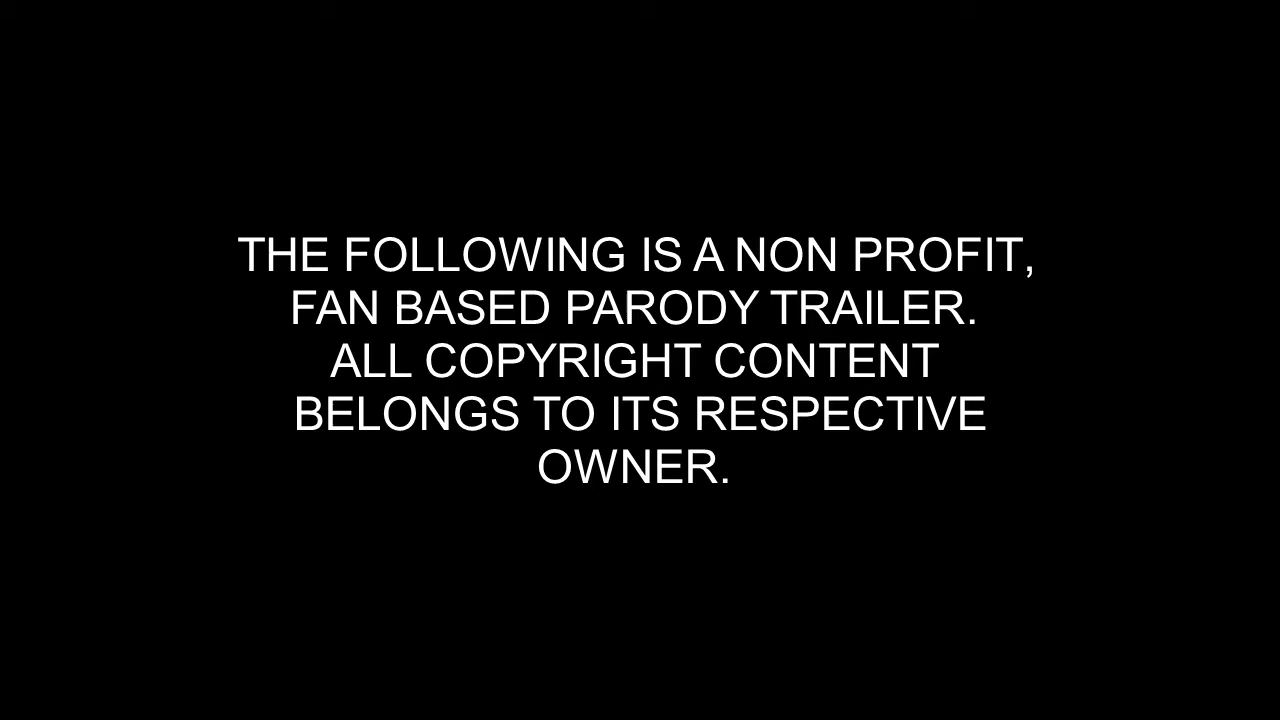 THE FOLLOWING IS A NON PROFIT,
FAN BASED PARODY TRAILER.
ALL COPYRIGHT CONTENT
BELONGS TO ITS RESPECTIVE
OWNER.